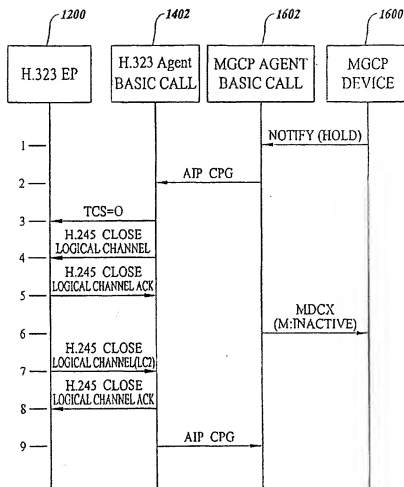 1200
1402
1602
1600
H.323 EP
H.323 Agent
BASIC CALL
MGCP AGENT
BASIC CALL
MGCP
DEVICE
NOTIFY (HOLD)
1
AIP CPG
2
TCS=O
3
H.245 CLOSE
LOGICAL CHANNEL
4
H.245 CLOSE
LOGICAL CHANNEL ACK
5
MDCX
(M:INACTIVE)
6
H.245 CLOSE
LOGICAL CHANNEL(LC2)
7
H.245 CLOSE
LOGICAL CHANNEL ACK
8
AIP CPG
9